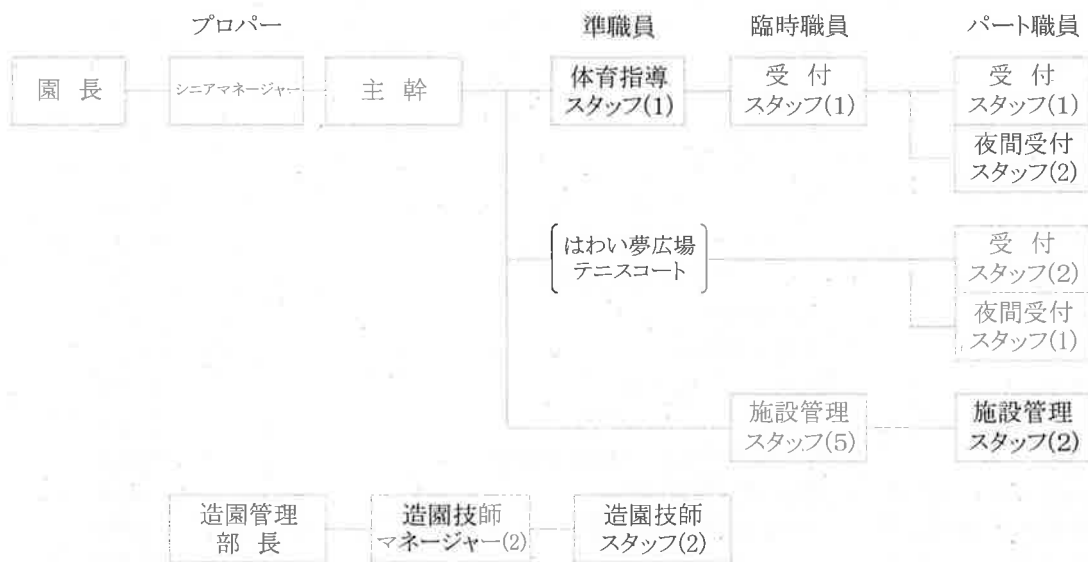 プロパー 準職員 臨時職員 パート職員
園 長
シニアマネージャー
主 幹
体育指導
スタッフ(1)
受 付
スタッフ(1)
受 付
スタッフ(1)
夜間受付
スタッフ(2)
はわい夢広場
テニスコート
受 付
スタッフ(2)
夜間受付
スタッフ(1)
施設管理
スタッフ(5)
施設管理
スタッフ(2)
造園管理
部 長
造園技師
マネージャー(2)
造園技師
スタッフ(2)